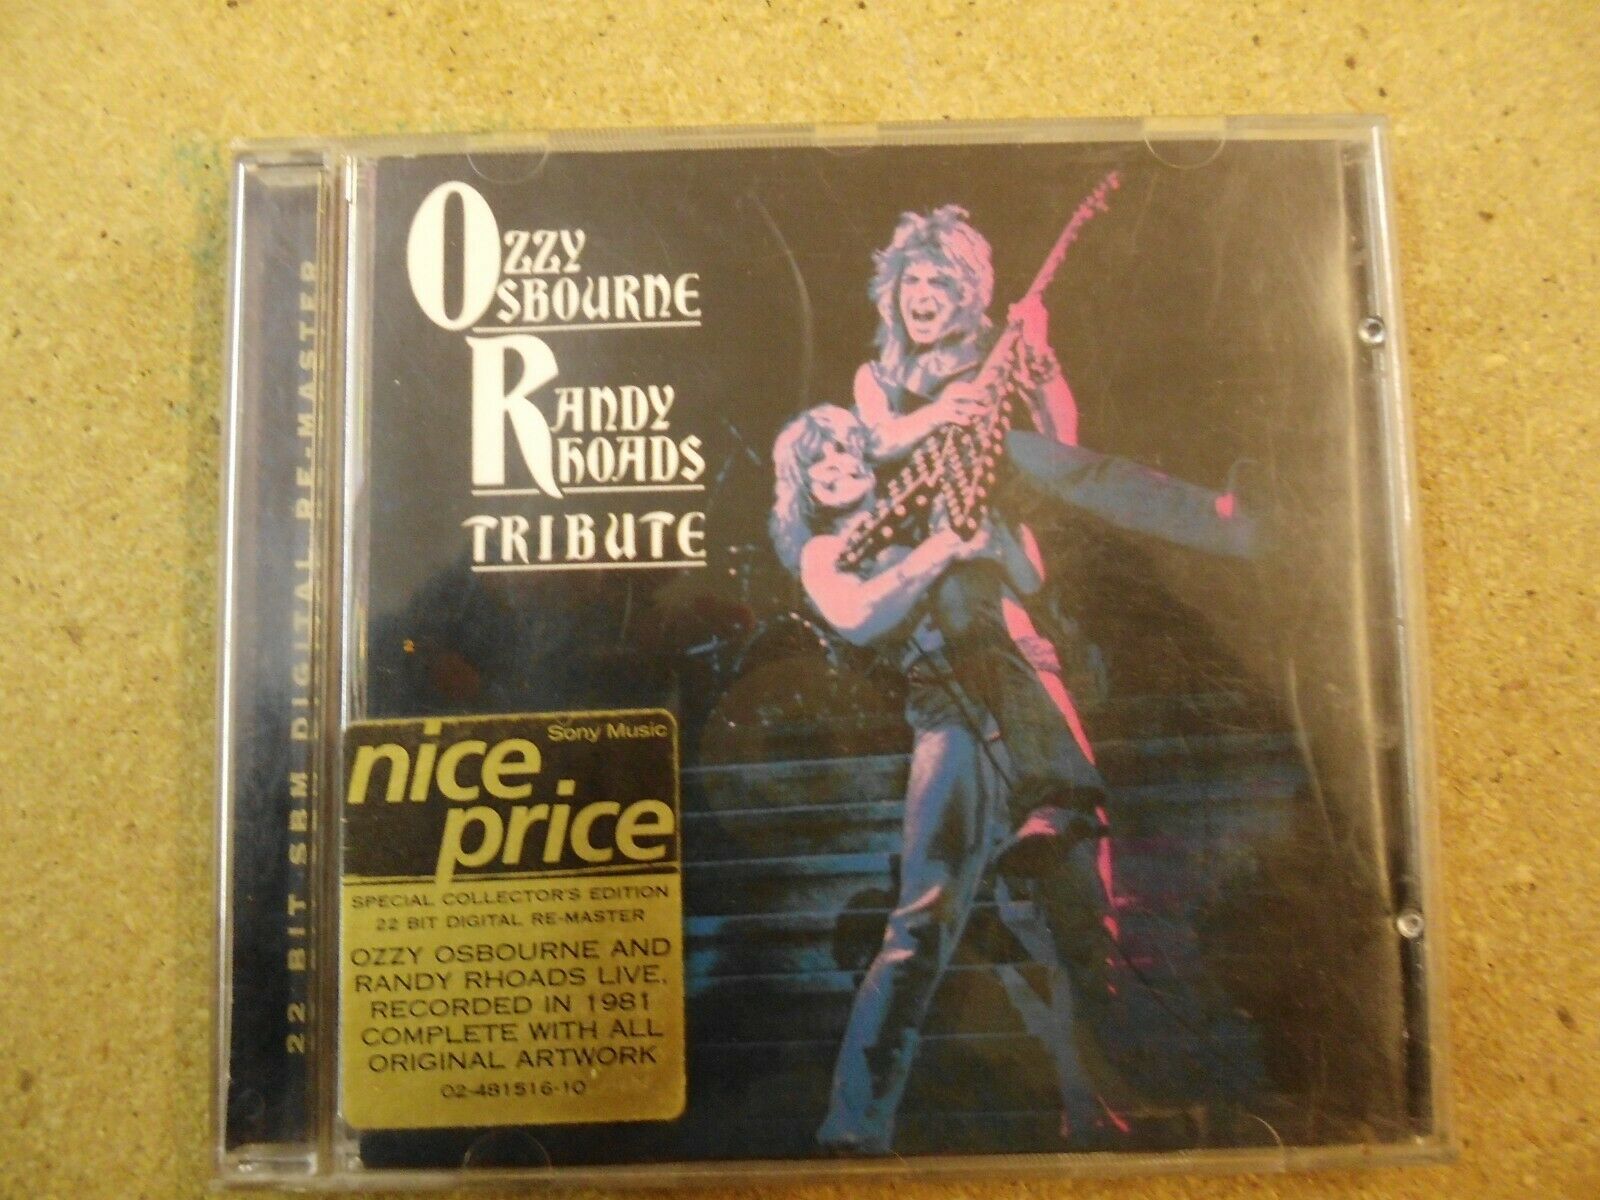 22 BIT SBM DIGITAL RE-MASTER
OZZY
OSBOURNE
RANDY
RHOADS
TRIBUTE
Sony Music
nice
price
SPECIAL COLLECTOR'S EDITION
22 BIT DIGITAL RE-MASTER
OZZY OSBOURNE AND
RANDY RHOADS LIVE,
RECORDED IN 1981
COMPLETE WITH ALL
ORIGINAL ARTWORK
02-481516-10